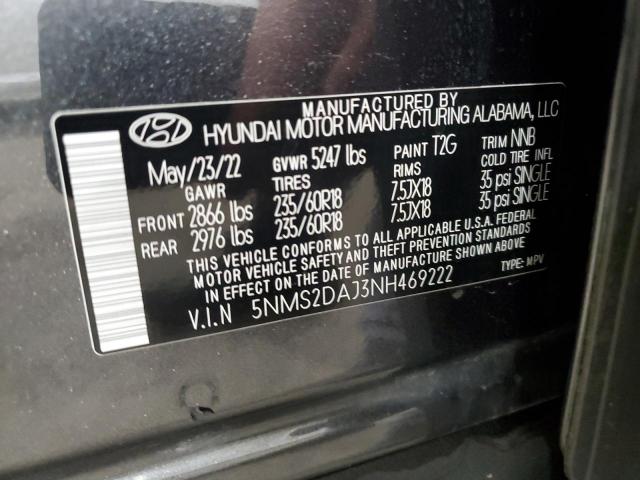 MANUFACTURED BY
HYUNDAI MOTOR MANUFACTURING ALABAMA, LLC
May/23/22 GVWR 5247 lbs PAINT T2G TRIM NNB
GAWR TIRES RIMS COLD TIRE INFL
FRONT 2866 lbs 235/60R18 7.5JX18 35 psi SINGLE
REAR 2976 lbs 235/60R18 7.5JX18 35 psi SINGLE
THIS VEHICLE CONFORMS TO ALL APPLICABLE U.S.A. FEDERAL
MOTOR VEHICLE SAFETY AND THEFT PREVENTION STANDARDS
IN EFFECT ON THE DATE OF MANUFACTURE SHOWN ABOVE
V.I.N 5NMS2DAJ3NH469222 TYPE: MPV